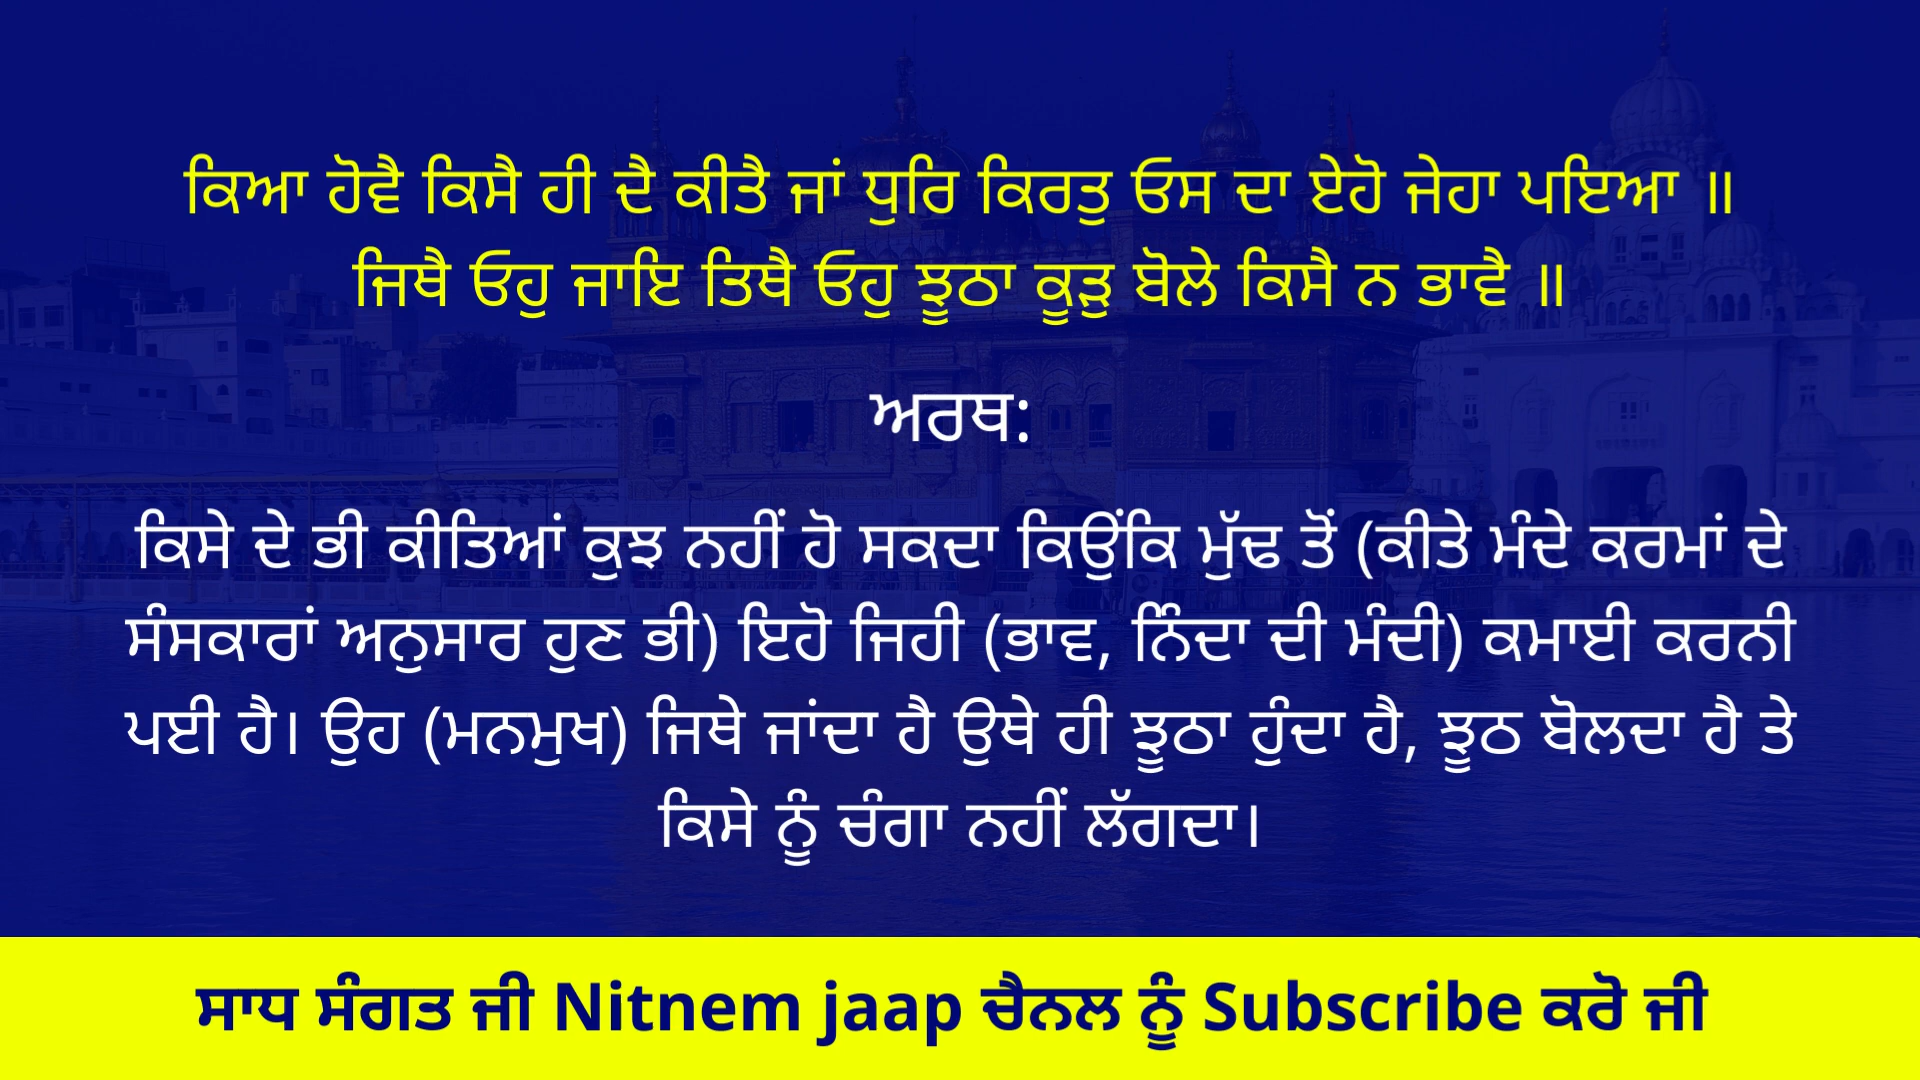 ਕਿਆ ਹੋਵੈ ਕਿਸੈ ਹੀ ਦੈ ਕੀਤੈ ਜਾਂ ਧੁਰਿ ਕਿਰਤੁ ਓਸ ਦਾ ਏਹੋ ਜੇਹਾ ਪਇਆ ॥
ਜਿਥੈ ਓਹੁ ਜਾਇ ਤਿਥੈ ਓਹੁ ਝੂਠਾ ਕੂੜੁ ਬੋਲੇ ਕਿਸੈ ਨ ਭਾਵੈ ॥
ਅਰਥ:
ਕਿਸੇ ਦੇ ਭੀ ਕੀਤਿਆਂ ਕੁਝ ਨਹੀਂ ਹੋ ਸਕਦਾ ਕਿਉਂਕਿ ਮੁੱਢ ਤੋਂ (ਕੀਤੇ ਮੰਦੇ ਕਰਮਾਂ ਦੇ
ਸੰਸਕਾਰਾਂ ਅਨੁਸਾਰ ਹੁਣ ਭੀ) ਇਹੋ ਜਿਹੀ (ਭਾਵ, ਨਿੰਦਾ ਦੀ ਮੰਦੀ) ਕਮਾਈ ਕਰਨੀ
ਪਈ ਹੈ। ਉਹ (ਮਨਮੁਖ) ਜਿਥੇ ਜਾਂਦਾ ਹੈ ਉਥੇ ਹੀ ਝੂਠਾ ਹੁੰਦਾ ਹੈ, ਝੂਠ ਬੋਲਦਾ ਹੈ ਤੇ
ਕਿਸੇ ਨੂੰ ਚੰਗਾ ਨਹੀਂ ਲੱਗਦਾ।
ਸਾਧ ਸੰਗਤ ਜੀ Nitnem jaap ਚੈਨਲ ਨੂੰ Subscribe ਕਰੋ ਜੀ